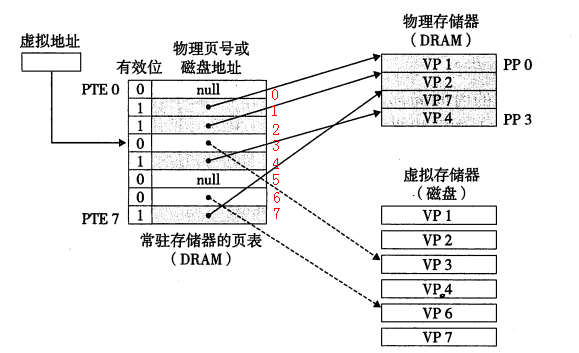 虚拟地址
有效位
物理页号或
磁盘地址
PTE 0
0
null
0
1
1
1
2
0
3
1
4
0
null
5
0
6
PTE 7
1
7
常驻存储器的页表
(DRAM)
物理存储器
(DRAM)
VP 1
PP 0
VP 2
VP 7
VP 4
PP 3
虚拟存储器
(磁盘)
VP 1
VP 2
VP 3
VP 4
VP 6
VP 7